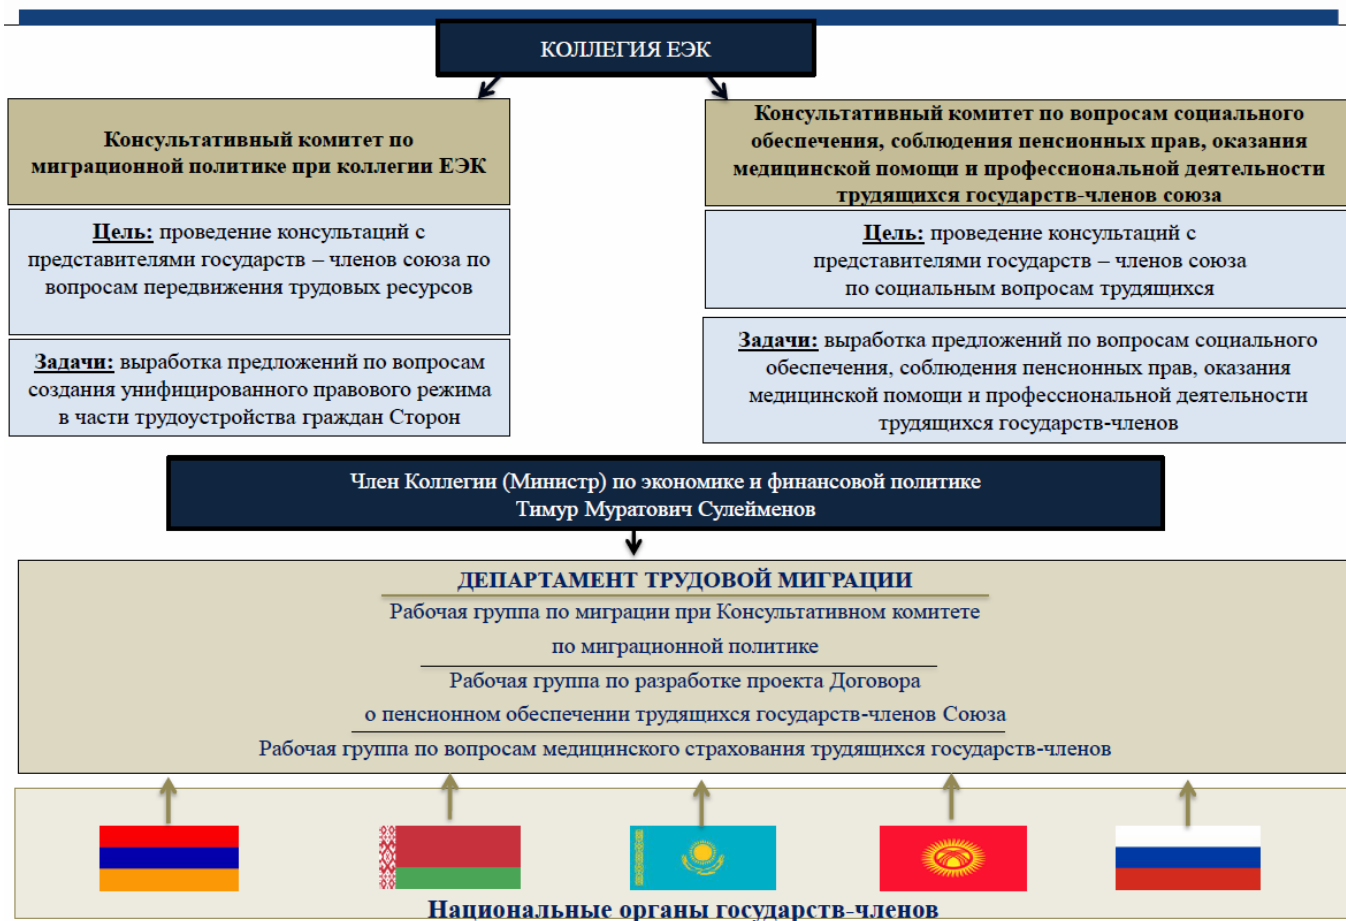 КОЛЛЕГИЯ ЕЭК
Консультативный комитет по
миграционной политике при коллегии ЕЭК
Цель: проведение консультаций с
представителями государств – членов союза по
вопросам передвижения трудовых ресурсов
Задачи: выработка предложений по вопросам
создания унифицированного правового режима
в части трудоустройства граждан Сторон
Консультативный комитет по вопросам социального
обеспечения, соблюдения пенсионных прав, оказания
медицинской помощи и профессиональной деятельности
трудящихся государств-членов союза
Цель: проведение консультаций с
представителями государств – членов союза
по социальным вопросам трудящихся
Задачи: выработка предложений по вопросам социального
обеспечения, соблюдения пенсионных прав, оказания
медицинской помощи и профессиональной деятельности
трудящихся государств-членов
Член Коллегии (Министр) по экономике и финансовой политике
Тимур Муратович Сулейменов
ДЕПАРТАМЕНТ ТРУДОВОЙ МИГРАЦИИ
Рабочая группа по миграции при Консультативном комитете
по миграционной политике
Рабочая группа по разработке проекта Договора
о пенсионном обеспечении трудящихся государств-членов Союза
Рабочая группа по вопросам медицинского страхования трудящихся государств-членов
Национальные органы государств-членов